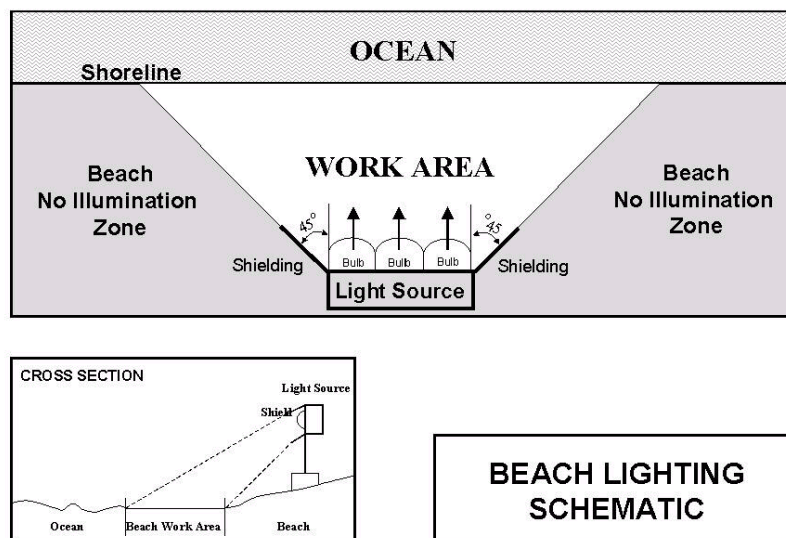 OCEAN
Shoreline
WORK AREA
Beach
No Illumination
Zone
Beach
No Illumination
Zone
45°
°45
Shielding
Bulb
Bulb
Bulb
Shielding
Light Source
CROSS SECTION
Light Source
Shield
Ocean
Beach Work Area
Beach
BEACH LIGHTING
SCHEMATIC